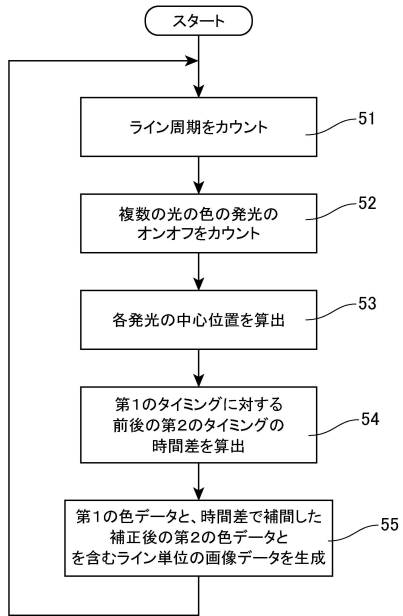 スタート
ライン周期をカウント
51
複数の光の色の発光の
オンオフをカウント
52
各発光の中心位置を算出
53
第1のタイミングに対する
前後の第2のタイミングの
時間差を算出
54
第1の色データと、時間差で補間した
補正後の第2の色データと
を含むライン単位の画像データを生成
55